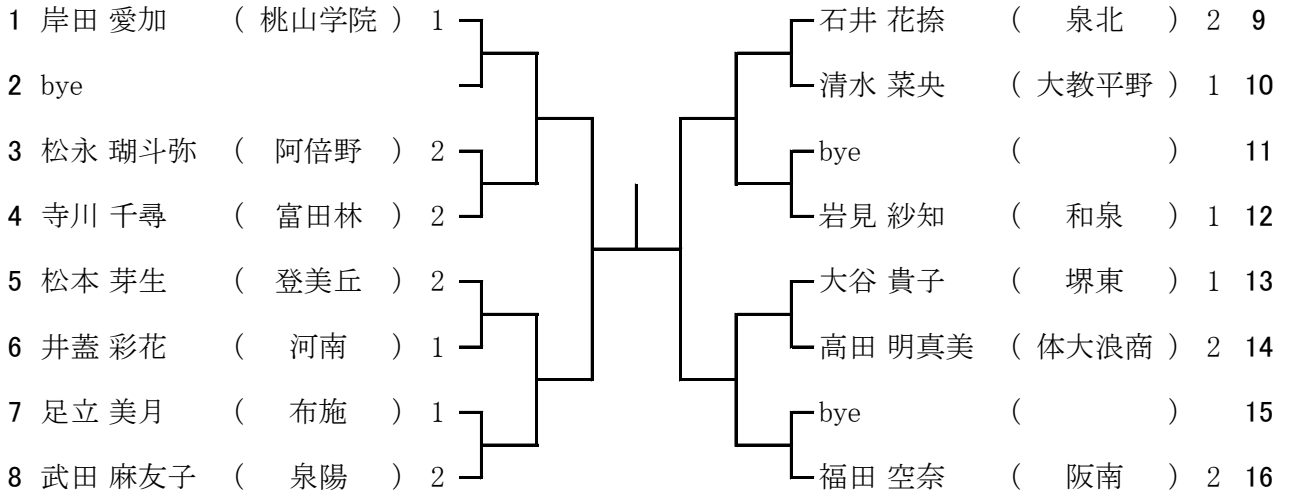 1 岸田 愛加 ( 桃山学院 ) 1
2 bye
3 松永 瑚斗弥 ( 阿倍野 ) 2
4 寺川 千尋 ( 富田林 ) 2
5 松本 芽生 ( 登美丘 ) 2
6 井蓋 彩花 ( 河南 ) 1
7 足立 美月 ( 布施 ) 1
8 武田 麻友子 ( 泉陽 ) 2
石井 花捺 ( 泉北 ) 2 9
清水 菜央 ( 大教平野 ) 1 10
bye ( ) 11
岩見 紗知 ( 和泉 ) 1 12
大谷 貴子 ( 堺東 ) 1 13
高田 明真美 ( 体大浪商 ) 2 14
bye ( ) 15
福田 空奈 ( 阪南 ) 2 16